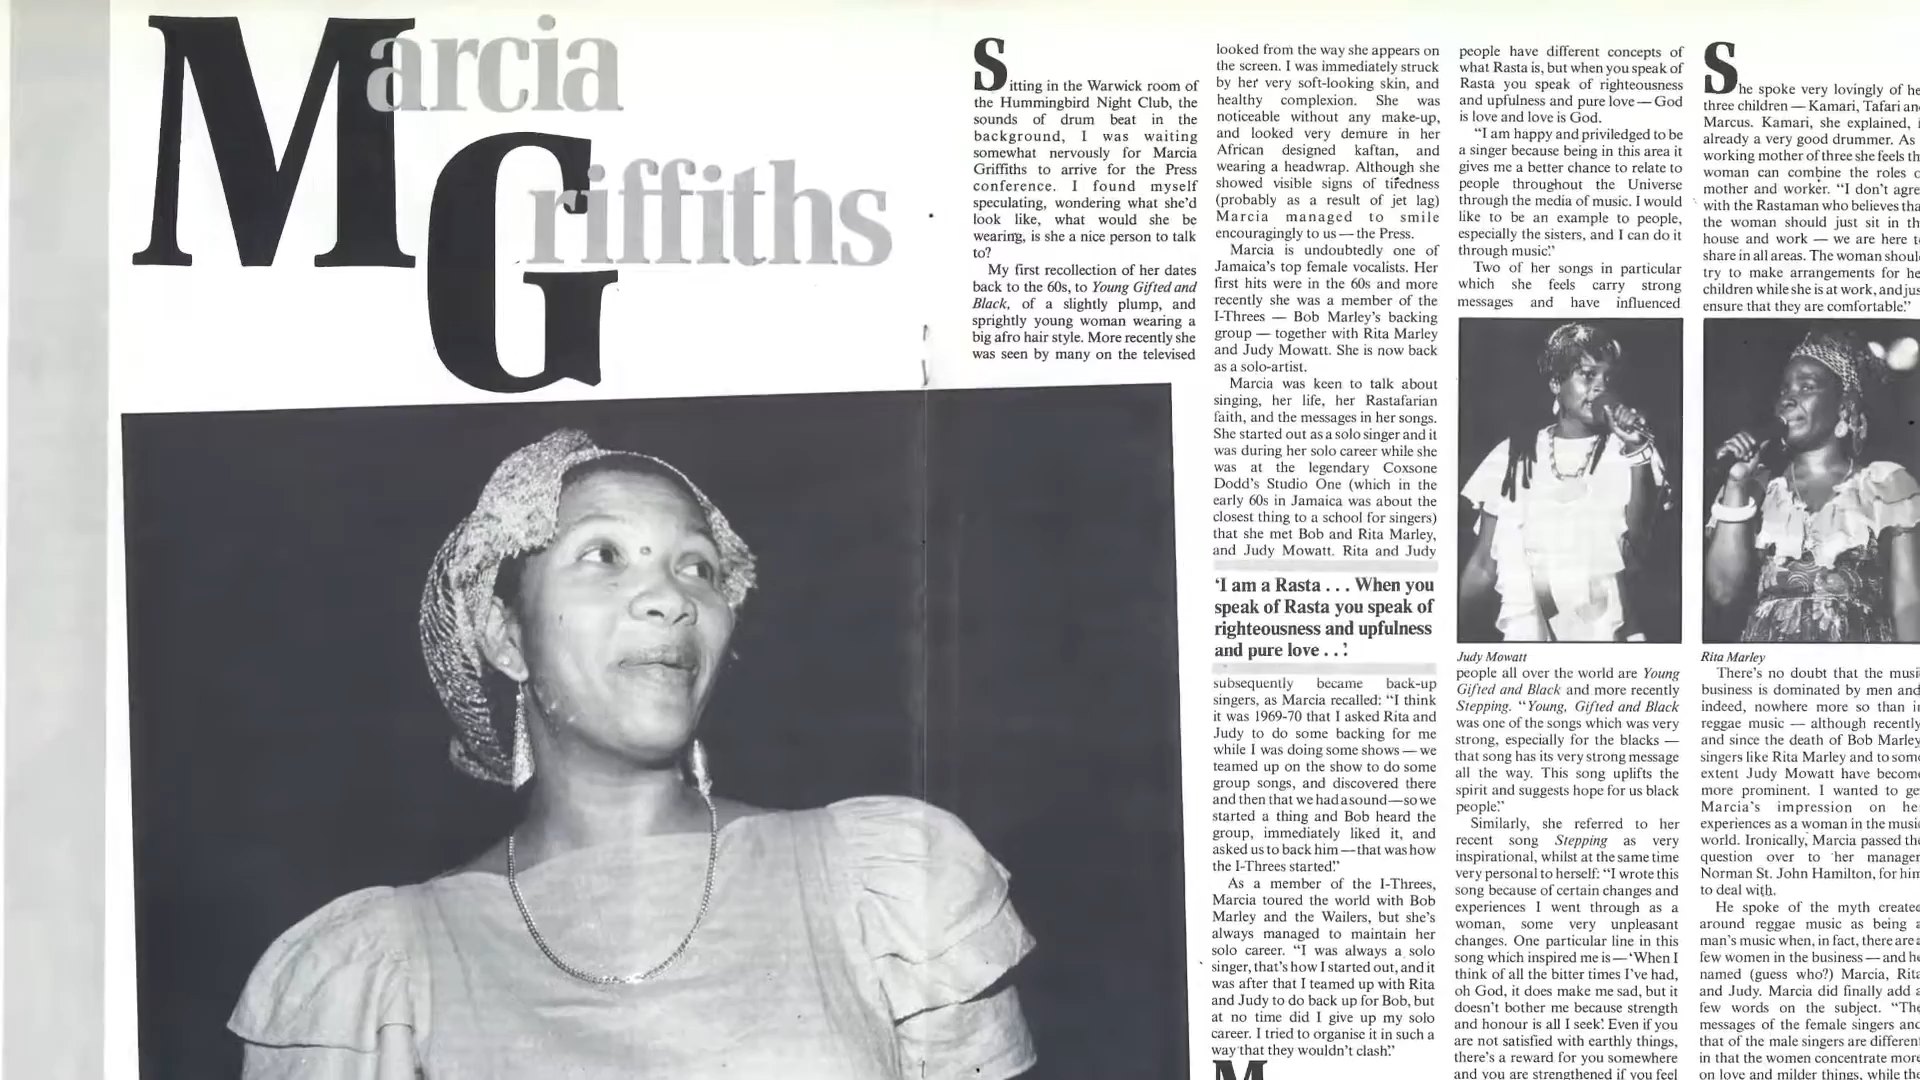 Marcia
Griffiths
Sitting in the Warwick room of
the Hummingbird Night Club, the
sounds of drum beat in the
background, I was waiting
somewhat nervously for Marcia
Griffiths to arrive for the Press
conference. I found myself
speculating, wondering what she'd
look like, what would she be
wearing, is she a nice person to talk
to?
My first recollection of her dates
back to the 60s, to Young Gifted and
Black, of a slightly plump, and
sprightly young woman wearing a
big afro hair style. More recently she
was seen by many on the televised
looked from the way she appears on
the screen. I was immediately struck
by her very soft-looking skin, and
healthy complexion. She was
noticeable without any make-up,
and looked very demure in her
African designed kaftan, and
wearing a headwrap. Although she
showed visible signs of tiredness
(probably as a result of jet lag)
Marcia managed to smile
encouragingly to us — the Press.
Marcia is undoubtedly one of
Jamaica's top female vocalists. Her
first hits were in the 60s and more
recently she was a member of the
I-Threes — Bob Marley's backing
group — together with Rita Marley
and Judy Mowatt. She is now back
as a solo-artist.
Marcia was keen to talk about
singing, her life, her Rastafarian
faith, and the messages in her songs.
She started out as a solo singer and it
was during her solo career while she
was at the legendary Coxsone
Dodd's Studio One (which in the
early 60s in Jamaica was about the
closest thing to a school for singers)
that she met Bob and Rita Marley,
and Judy Mowatt. Rita and Judy
'I am a Rasta . . . When you
speak of Rasta you speak of
righteousness and upfulness
and pure love . . .'
subsequently became back-up
singers, as Marcia recalled: “I think
it was 1969-70 that I asked Rita and
Judy to do some backing for me
while I was doing some shows — we
teamed up on the show to do some
group songs, and discovered there
and then that we had a sound — so we
started a thing and Bob heard the
group, immediately liked it, and
asked us to back him — that was how
the I-Threes started.”
As a member of the I-Threes,
Marcia toured the world with Bob
Marley and the Wailers, but she's
always managed to maintain her
solo career. “I was always a solo
singer, that's how I started out, and it
was after that I teamed up with Rita
and Judy to do back up for Bob, but
at no time did I give up my solo
career. I tried to organise it in such a
way that they wouldn't clash.”
M
people have different concepts of
what Rasta is, but when you speak of
Rasta you speak of righteousness
and upfulness and pure love — God
is love and love is God.
“I am happy and priviledged to be
a singer because being in this area it
gives me a better chance to relate to
people throughout the Universe
through the media of music. I would
like to be an example to people,
especially the sisters, and I can do it
through music.”
Two of her songs in particular
which she feels carry strong
messages and have influenced
Judy Mowatt
people all over the world are Young
Gifted and Black and more recently
Stepping. “Young, Gifted and Black
was one of the songs which was very
strong, especially for the blacks —
that song has its very strong message
all the way. This song uplifts the
spirit and suggests hope for us black
people.”
Similarly, she referred to her
recent song Stepping as very
inspirational, whilst at the same time
very personal to herself: “I wrote this
song because of certain changes and
experiences I went through as a
woman, some very unpleasant
changes. One particular line in this
song which inspired me is — ‘When I
think of all the bitter times I've had,
oh God, it does make me sad, but it
doesn't bother me because strength
and honour is all I seek.’ Even if you
are not satisfied with earthly things,
there's a reward for you somewhere
and you are strengthened if you feel
She spoke very lovingly of he
three children — Kamari, Tafari an
Marcus. Kamari, she explained, i
already a very good drummer. As
working mother of three she feels th
woman can combine the roles o
mother and worker. “I don't agre
with the Rastaman who believes tha
the woman should just sit in th
house and work — we are here t
share in all areas. The woman shoul
try to make arrangements for he
children while she is at work, and jus
ensure that they are comfortable.”
Rita Marley
There's no doubt that the musi
business is dominated by men and
indeed, nowhere more so than i
reggae music — although recently
and since the death of Bob Marley
singers like Rita Marley and to som
extent Judy Mowatt have becom
more prominent. I wanted to ge
Marcia's impression on he
experiences as a woman in the musi
world. Ironically, Marcia passed th
question over to her manager
Norman St. John Hamilton, for him
to deal with.
He spoke of the myth create
around reggae music as being a
man's music when, in fact, there are a
few women in the business — and he
named (guess who?) Marcia, Rita
and Judy. Marcia did finally add a
few words on the subject. “The
messages of the female singers and
that of the male singers are different
in that the women concentrate more
on love and milder things, while the